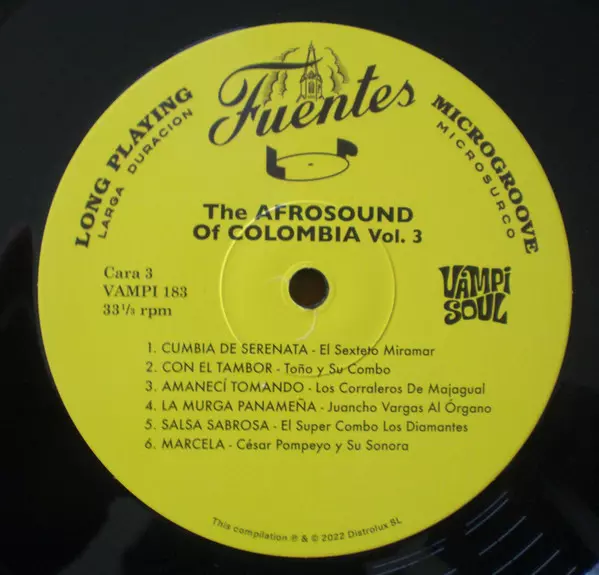 Fuentes
LONG PLAYING
LARGA DURACION
MICROGROOVE
MICROSURCO
The AFROSOUND
Of COLOMBIA Vol. 3
Cara 3
VAMPI 183
33 1/3 rpm
VAMPI
SOUL
1. CUMBIA DE SERENATA - El Sexteto Miramar
2. CON EL TAMBOR - Toño y Su Combo
3. AMANECÍ TOMANDO - Los Corraleros De Majagual
4. LA MURGA PANAMEÑA - Juancho Vargas Al Órgano
5. SALSA SABROSA - El Super Combo Los Diamantes
6. MARCELA - César Pompeyo y Su Sonora
This compilation ℗ & © 2022 Distrolux SL